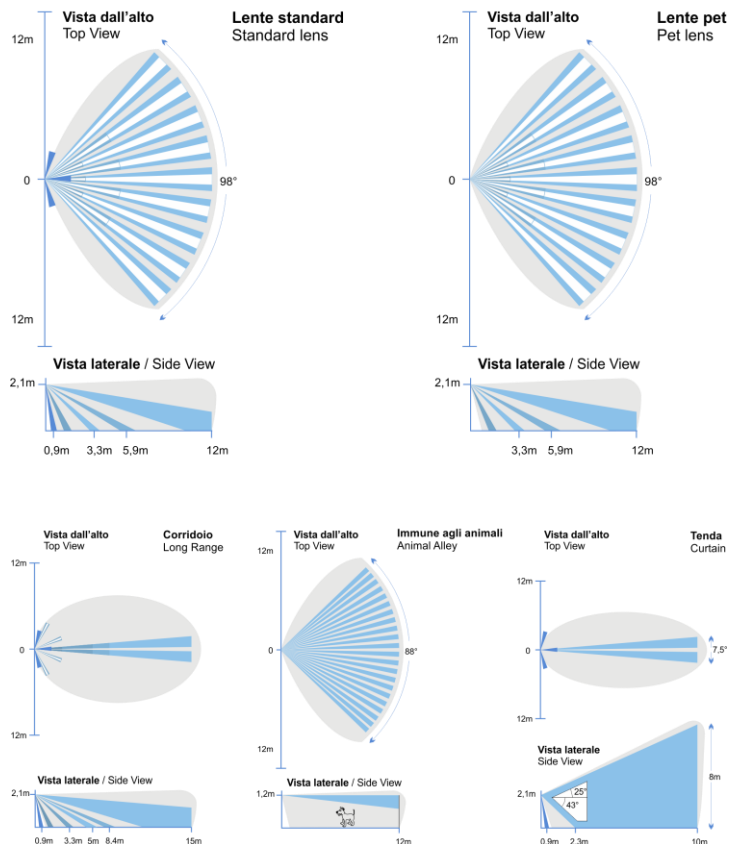 Vista dall'alto
Top View
Lente standard
Standard lens
12m
0
98°
12m
Vista laterale / Side View
2,1m
0,9m 3,3m 5,9m 12m
Vista dall'alto
Top View
Lente pet
Pet lens
12m
0
98°
12m
Vista laterale / Side View
2,1m
3,3m 5,9m 12m
Vista dall'alto
Top View
Corridoio
Long Range
12m
0
12m
Vista laterale / Side View
2,1m
0.9m 3.3m 5m 8.4m 15m
Vista dall'alto
Top View
Immune agli animali
Animal Alley
12m
0
88°
12m
Vista laterale / Side View
1,2m
12m
Vista dall'alto
Top View
Tenda
Curtain
12m
0
7,5°
12m
Vista laterale
Side View
2,1m
25°
43°
8m
0.9m 2.3m 10m